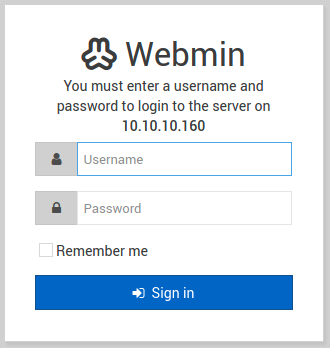 Webmin
You must enter a username and
password to login to the server on
10.10.10.160
Username
Password
Remember me
Sign in